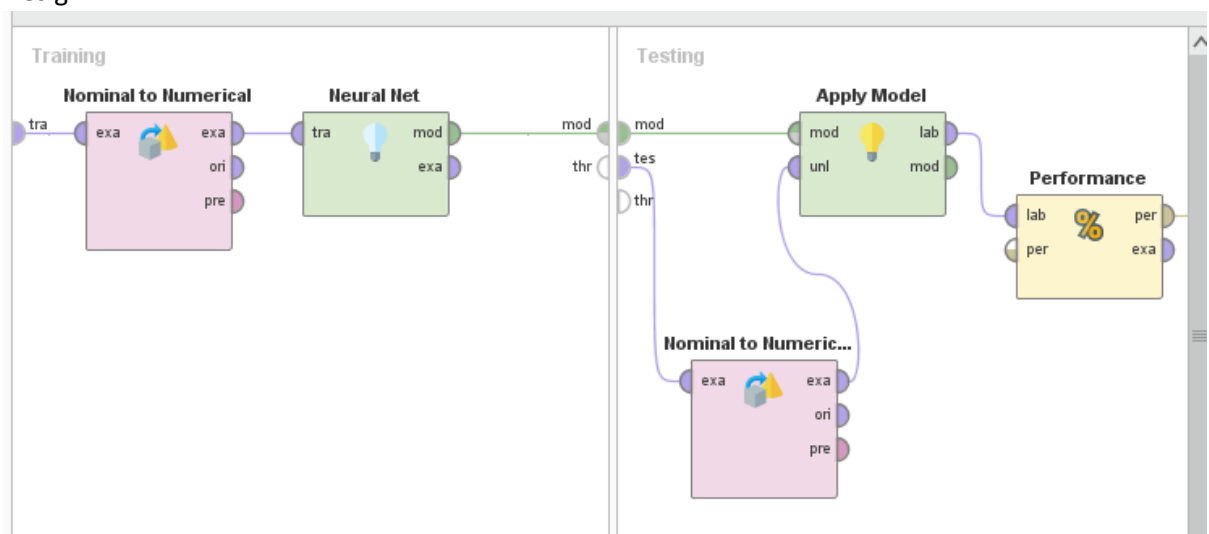 Training
Nominal to Numerical
Neural Net
tra
exa
exa
ori
pre
tra
mod
exa
mod
thr
Testing
Apply Model
mod
tes
thr
mod
unl
lab
mod
Performance
lab
per
per
exa
%
Nominal to Numeric...
exa
exa
ori
pre